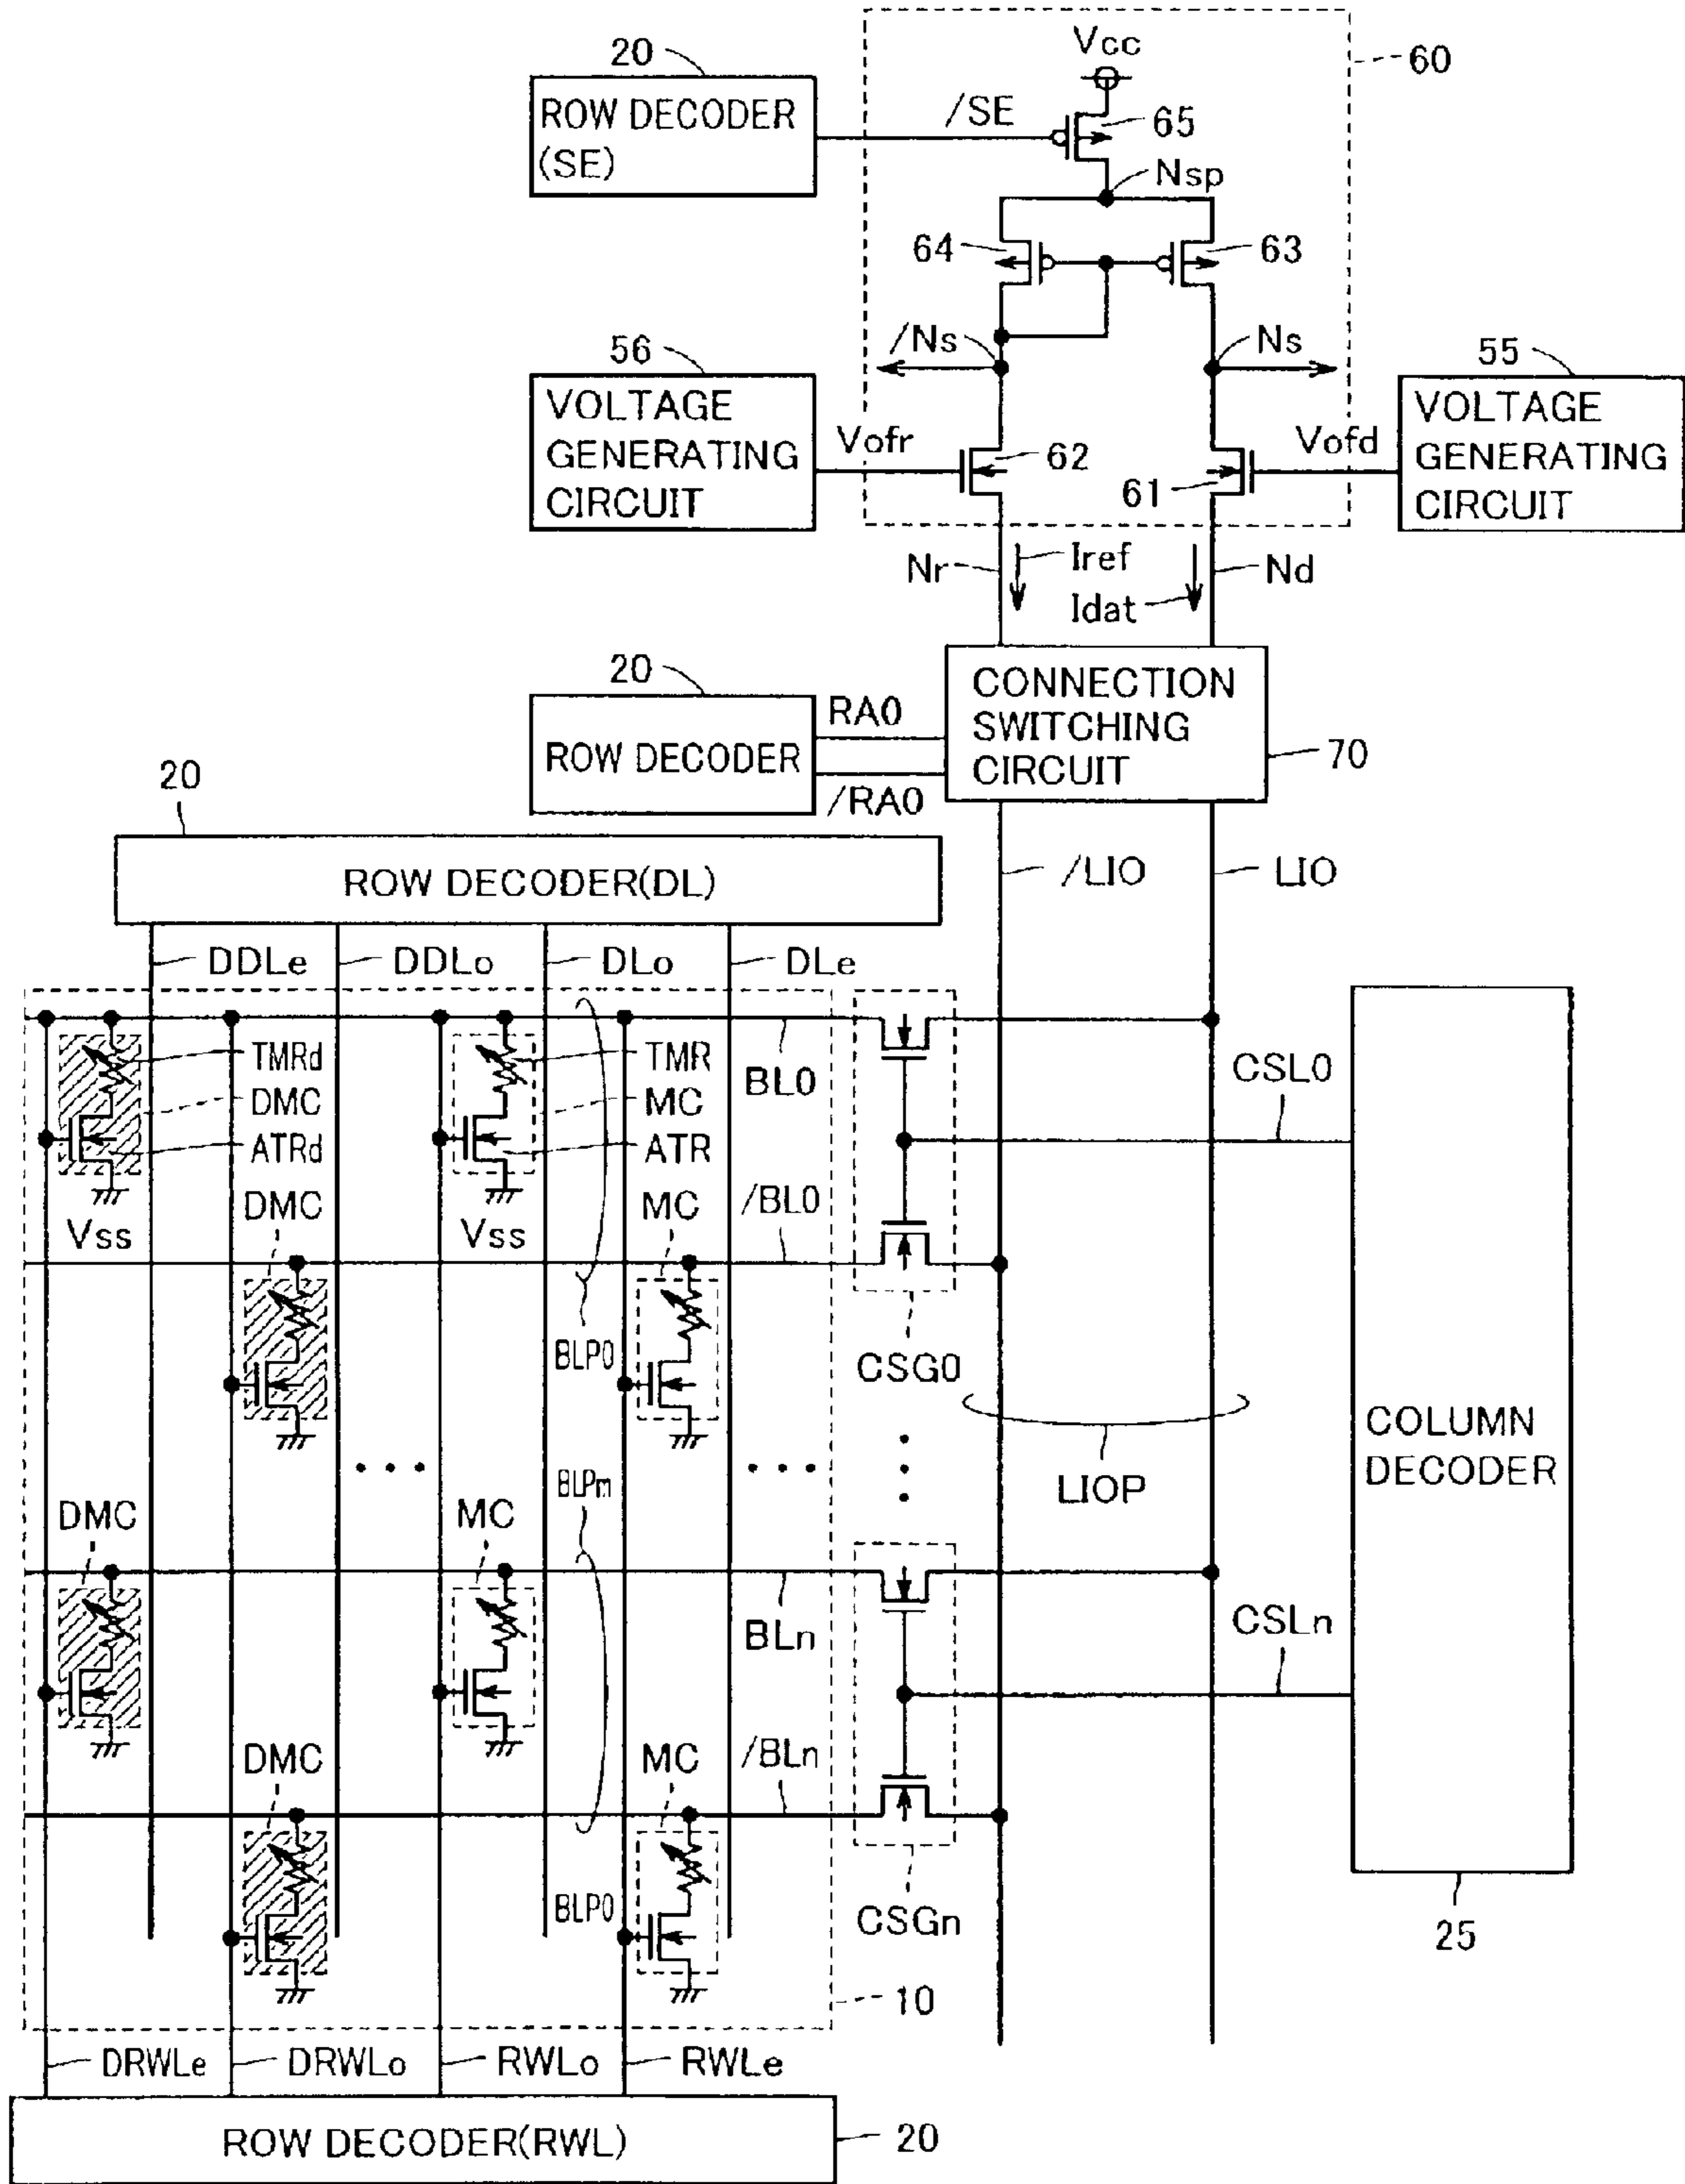 Vcc
60
20
ROW DECODER
(SE)
/SE
65
Nsp
64
63
/Ns
Ns
56
VOLTAGE
GENERATING
CIRCUIT
Vofr
62
61
Vofd
55
VOLTAGE
GENERATING
CIRCUIT
Nr
Iref
Idat
Nd
20
ROW DECODER
RA0
/RA0
CONNECTION
SWITCHING
CIRCUIT
70
20
ROW DECODER(DL)
/LIO
LIO
DDLe
DDLo
DLo
DLe
TMRd
DMC
ATRd
TMR
MC
ATR
BL0
CSL0
Vss
DMC
Vss
MC
/BL0
BLP0
CSG0
COLUMN
DECODER
LIOP
DMC
MC
BLPm
BLn
CSLn
DMC
MC
/BLn
BLP0
CSGn
25
10
DRWLe
DRWLo
RWLo
RWLe
ROW DECODER(RWL)
20